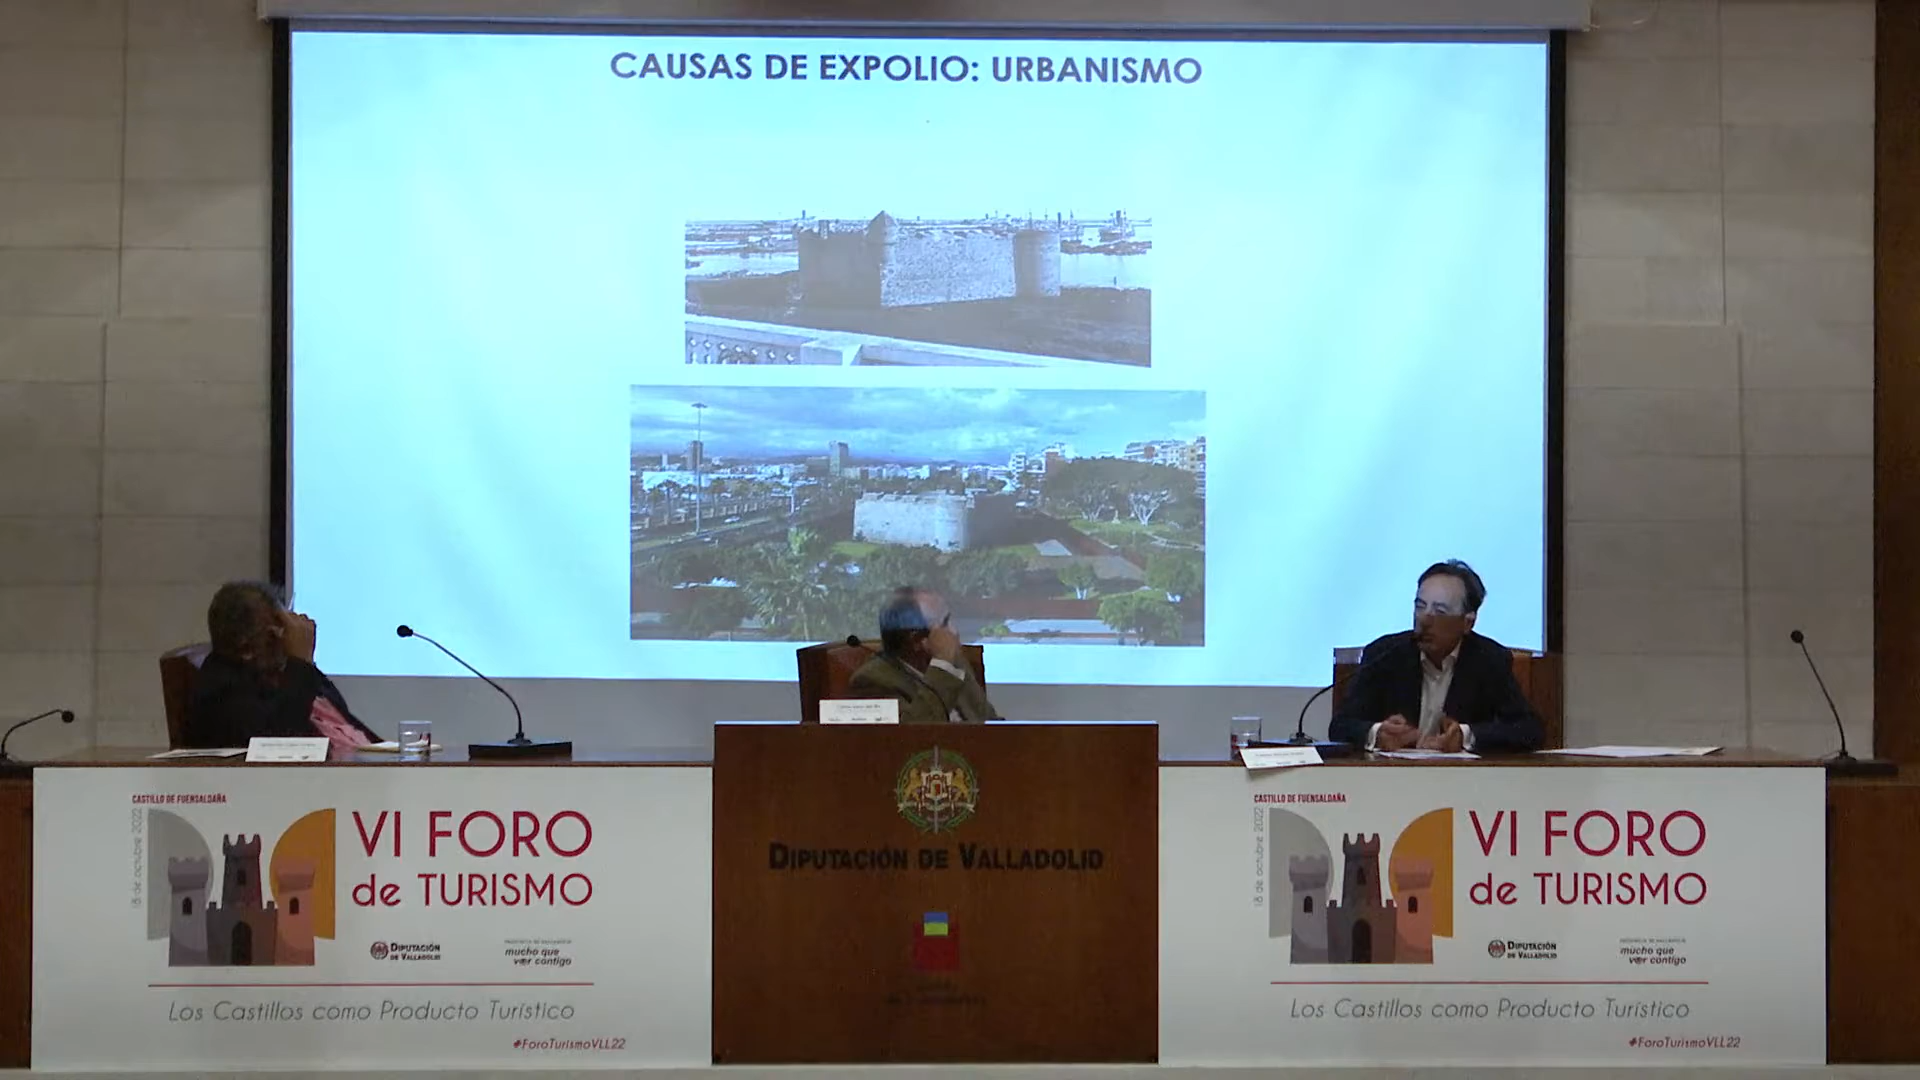 CAUSAS DE EXPOLIO: URBANISMO
CASTILLO DE FUENSALDAÑA
18 de octubre 2022
VI FORO
de TURISMO
DIPUTACIÓN
DE VALLADOLID
mucho que
ver contigo
Los Castillos como Producto Turístico
#ForoTurismoVLL22
DIPUTACIÓN DE VALLADOLID
CASTILLO DE FUENSALDAÑA
18 de octubre 2022
VI FORO
de TURISMO
DIPUTACIÓN
DE VALLADOLID
mucho que
ver contigo
Los Castillos como Producto Turístico
#ForoTurismoVLL22